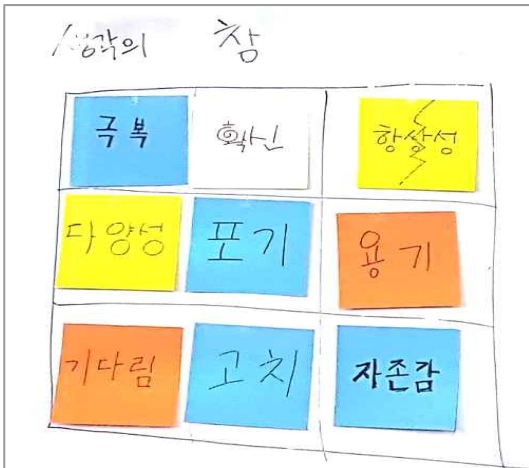 생각의 참
극복 확신 항상성
다양성 포기 용기
기다림 고치 자존감